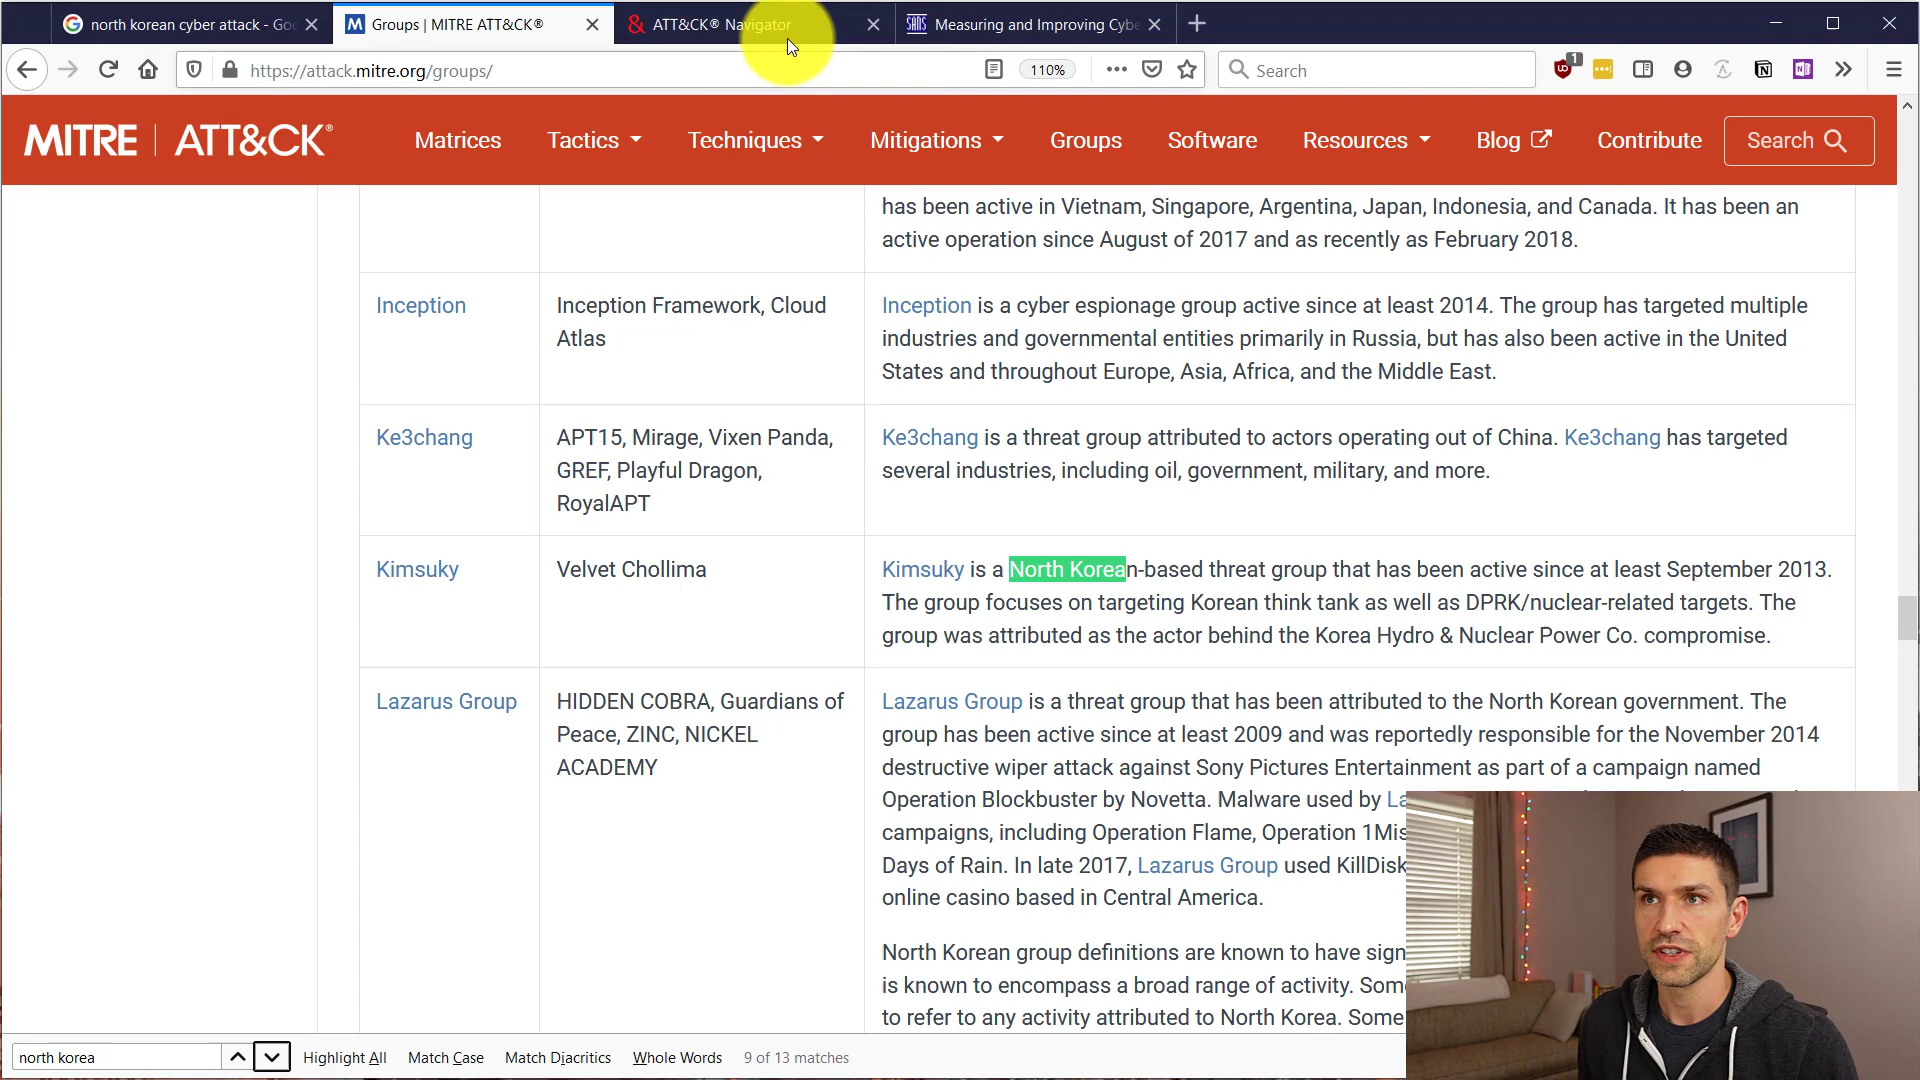 north korean cyber attack - Goo
Groups | MITRE ATT&CK®
ATT&CK® Navigator
SANS
Measuring and Improving Cybe
https://attack.mitre.org/groups/
110%
Search
1
MITRE | ATT&CK®
Matrices
Tactics
Techniques
Mitigations
Groups
Software
Resources
Blog
Contribute
Search
has been active in Vietnam, Singapore, Argentina, Japan, Indonesia, and Canada. It has been an
active operation since August of 2017 and as recently as February 2018.
Inception
Inception Framework, Cloud
Atlas
Inception is a cyber espionage group active since at least 2014. The group has targeted multiple
industries and governmental entities primarily in Russia, but has also been active in the United
States and throughout Europe, Asia, Africa, and the Middle East.
Ke3chang
APT15, Mirage, Vixen Panda,
GREF, Playful Dragon,
RoyalAPT
Ke3chang is a threat group attributed to actors operating out of China. Ke3chang has targeted
several industries, including oil, government, military, and more.
Kimsuky
Velvet Chollima
Kimsuky is a North Korean-based threat group that has been active since at least September 2013.
The group focuses on targeting Korean think tank as well as DPRK/nuclear-related targets. The
group was attributed as the actor behind the Korea Hydro & Nuclear Power Co. compromise.
Lazarus Group
HIDDEN COBRA, Guardians of
Peace, ZINC, NICKEL
ACADEMY
Lazarus Group is a threat group that has been attributed to the North Korean government. The
group has been active since at least 2009 and was reportedly responsible for the November 2014
destructive wiper attack against Sony Pictures Entertainment as part of a campaign named
Operation Blockbuster by Novetta. Malware used by La
campaigns, including Operation Flame, Operation 1Mis
Days of Rain. In late 2017, Lazarus Group used KillDisk
online casino based in Central America.
North Korean group definitions are known to have sign
is known to encompass a broad range of activity. Some
to refer to any activity attributed to North Korea. Some
north korea
Highlight All
Match Case
Match Diacritics
Whole Words
9 of 13 matches